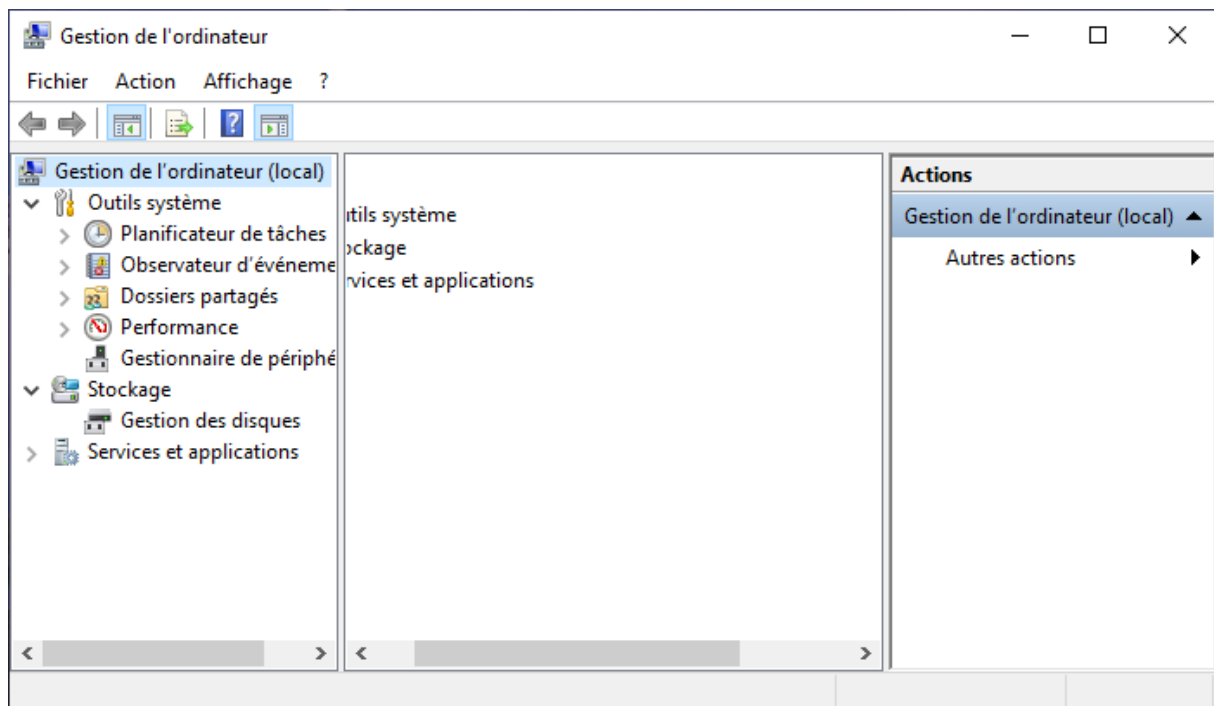 Gestion de l'ordinateur
Fichier Action Affichage ?
Gestion de l'ordinateur (local)
Outils système
Planificateur de tâches
Observateur d'événeme
Dossiers partagés
Performance
Gestionnaire de périphé
Stockage
Gestion des disques
Services et applications
utils système
ockage
rvices et applications
Actions
Gestion de l'ordinateur (local)
Autres actions